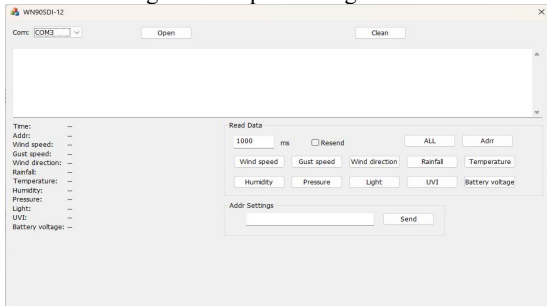 WN90SDI-12
Com: COM3 Open Clean
Time: --
Addr: --
Wind speed: --
Gust speed: --
Wind direction: --
Rainfall: --
Temperature: --
Humidity: --
Pressure: --
Light: --
UVI: --
Battery voltage: --
Read Data
1000 ms Resend ALL Adrr
Wind speed Gust speed Wind direction Rainfall Temperature
Humidity Pressure Light UVI Battery voltage
Addr Settings
Send